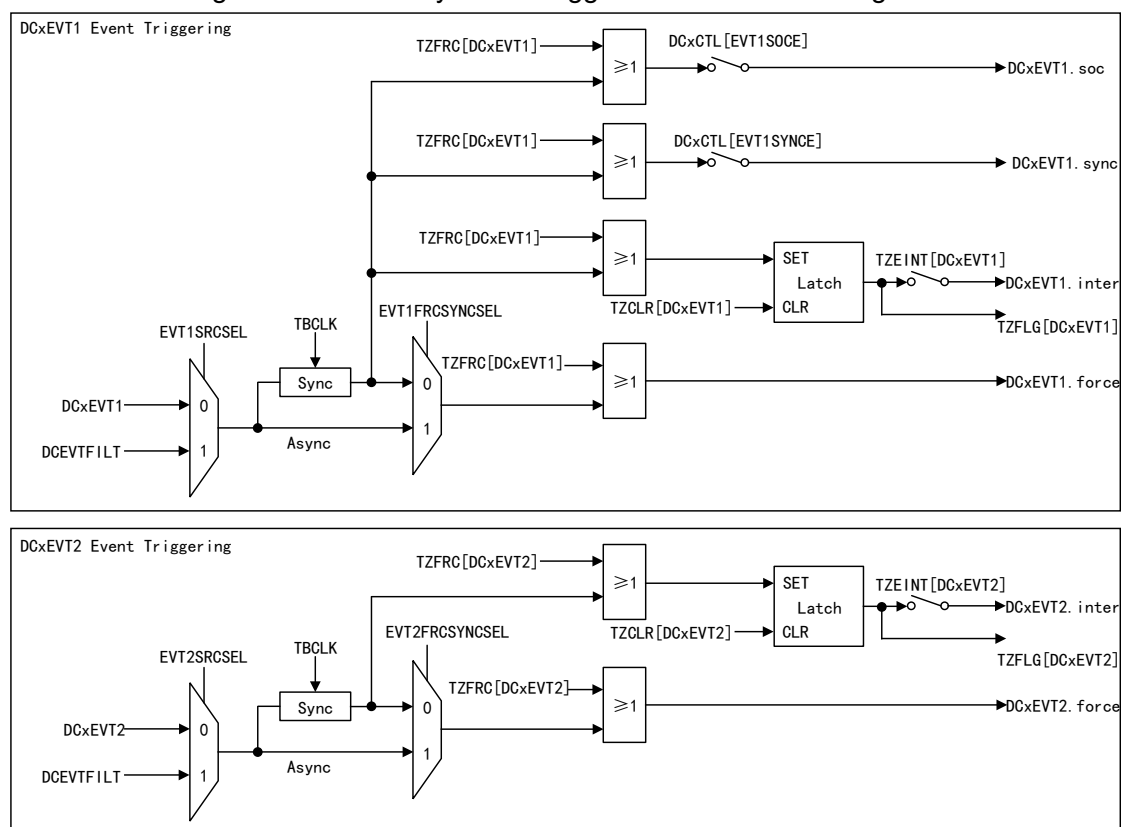 DCxEVT1 Event Triggering
TZFRC[DCxEVT1]
≥1
DCxCTL[EVT1SOCE]
DCxEVT1.soc
TZFRC[DCxEVT1]
≥1
DCxCTL[EVT1SYNCE]
DCxEVT1.sync
TZFRC[DCxEVT1]
≥1
SET
Latch
CLR
TZCLR[DCxEVT1]
TZEINT[DCxEVT1]
DCxEVT1.inter
TZFLG[DCxEVT1]
EVT1SRCSEL
TBCLK
EVT1FRCSYNCSEL
TZFRC[DCxEVT1]
≥1
DCxEVT1.force
Sync
0
DCxEVT1
0
1
Async
DCEVTFILT
1
DCxEVT2 Event Triggering
TZFRC[DCxEVT2]
≥1
SET
Latch
CLR
TZCLR[DCxEVT2]
TZEINT[DCxEVT2]
DCxEVT2.inter
TZFLG[DCxEVT2]
EVT2SRCSEL
TBCLK
EVT2FRCSYNCSEL
TZFRC[DCxEVT2]
≥1
DCxEVT2.force
Sync
0
DCxEVT2
0
1
Async
DCEVTFILT
1